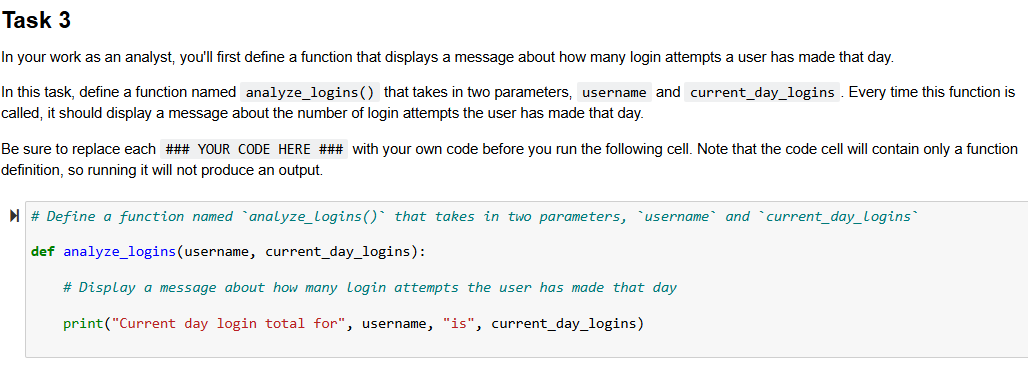 Task 3
In your work as an analyst, you'll first define a function that displays a message about how many login attempts a user has made that day.
In this task, define a function named analyze_logins() that takes in two parameters, username and current_day_logins . Every time this function is
called, it should display a message about the number of login attempts the user has made that day.
Be sure to replace each ### YOUR CODE HERE ### with your own code before you run the following cell. Note that the code cell will contain only a function
definition, so running it will not produce an output.
# Define a function named `analyze_logins()` that takes in two parameters, `username` and `current_day_logins`
def analyze_logins(username, current_day_logins):
# Display a message about how many login attempts the user has made that day
print("Current day login total for", username, "is", current_day_logins)